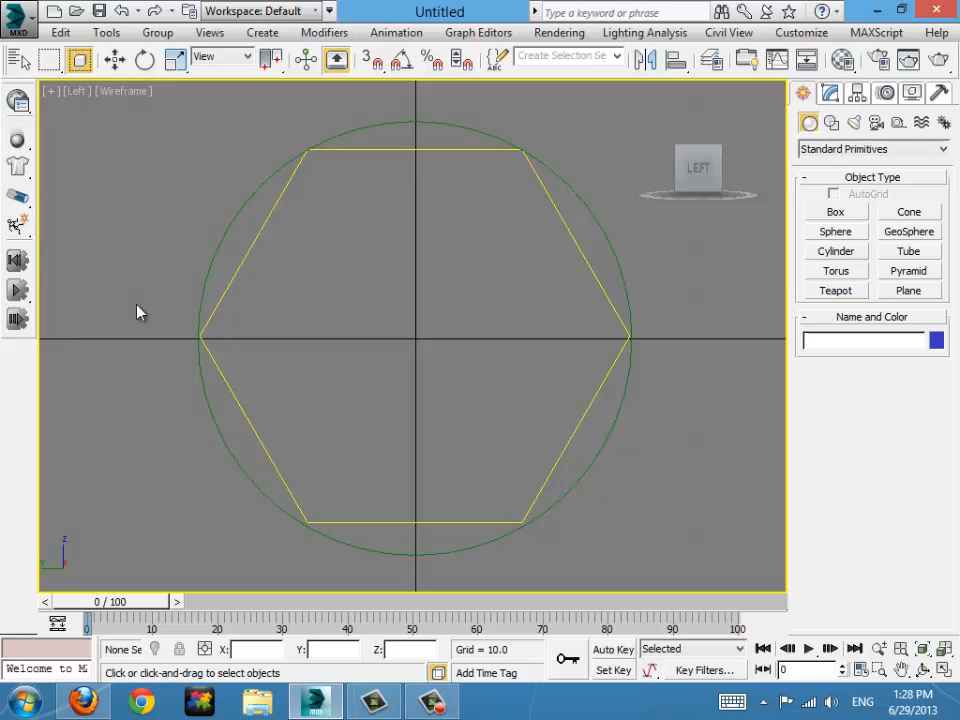 MXD
Workspace: Default
Untitled
Type a keyword or phrase
Edit Tools Group Views Create Modifiers Animation Graph Editors Rendering Lighting Analysis Civil View Customize MAXScript Help
View
3
Create Selection Se
[+][Left][Wireframe]
LEFT
Standard Primitives
- Object Type
AutoGrid
Box Cone
Sphere GeoSphere
Cylinder Tube
Torus Pyramid
Teapot Plane
- Name and Color
z
y
x
< 0 / 100 >
0 10 20 30 40 50 60 70 80 90 100
None Se X: Y: Z: Grid = 10.0 Auto Key Selected
Welcome to M Click or click-and-drag to select objects Add Time Tag Set Key Key Filters... 0
MXD
ENG
1:28 PM
6/29/2013